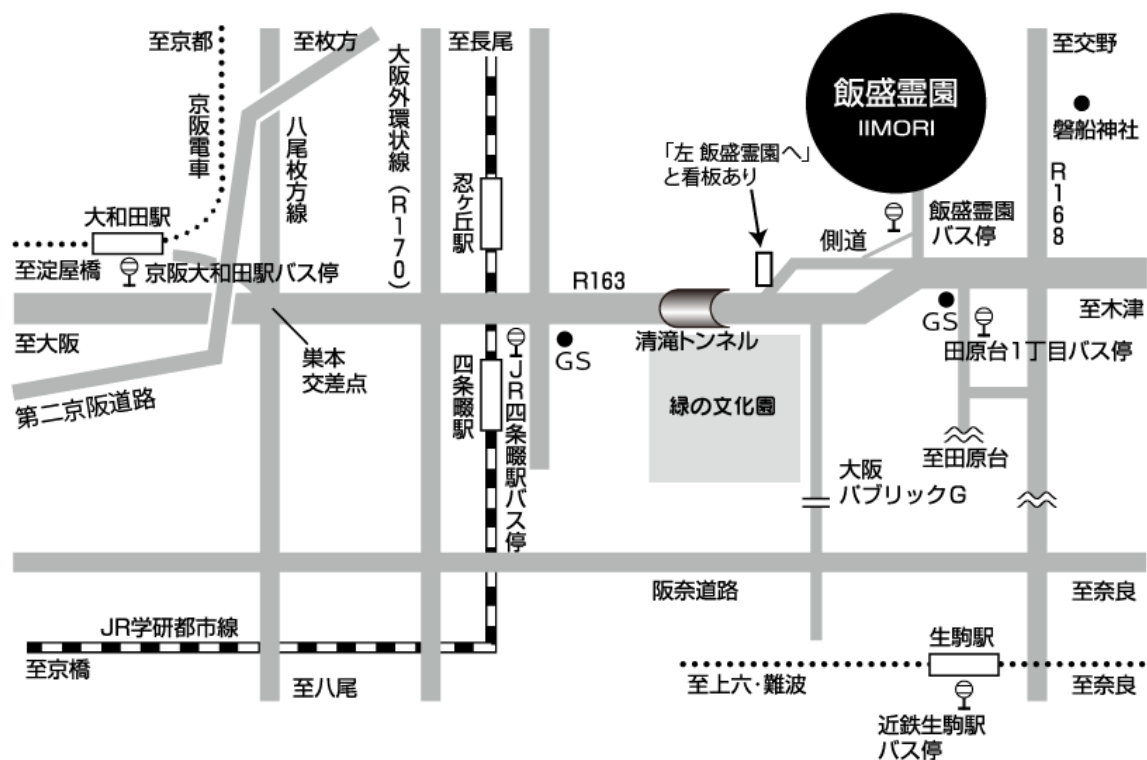 至京都
至枚方
大阪外環状線（R170）
至長尾
飯盛霊園
IIMORI
至交野
磐船神社
京阪電車
八尾枚方線
「左 飯盛霊園へ」
と看板あり
R168
忍ヶ丘駅
大和田駅
飯盛霊園
バス停
側道
至淀屋橋
京阪大和田駅バス停
R163
至木津
至大阪
GS
清滝トンネル
GS
田原台1丁目バス停
巣本
交差点
四条畷駅
JR四条畷駅バス停
第二京阪道路
緑の文化園
至田原台
大阪
パブリックG
阪奈道路
至奈良
JR学研都市線
生駒駅
至京橋
至八尾
至上六・難波
至奈良
近鉄生駒駅
バス停